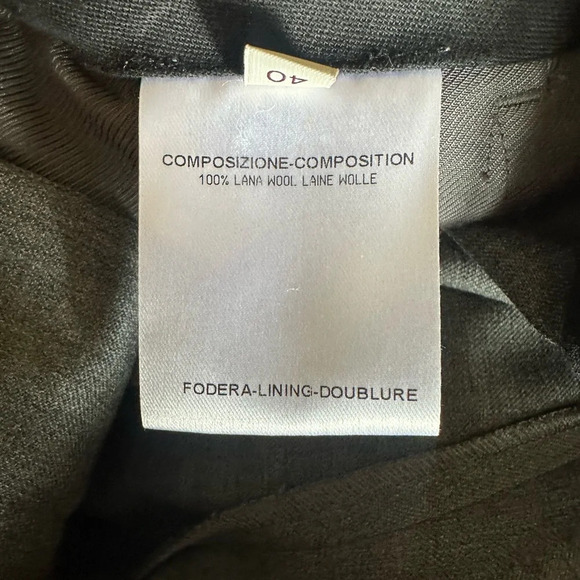 40
COMPOSIZIONE-COMPOSITION
100% LANA WOOL LAINE WOLLE
FODERA-LINING-DOUBLURE